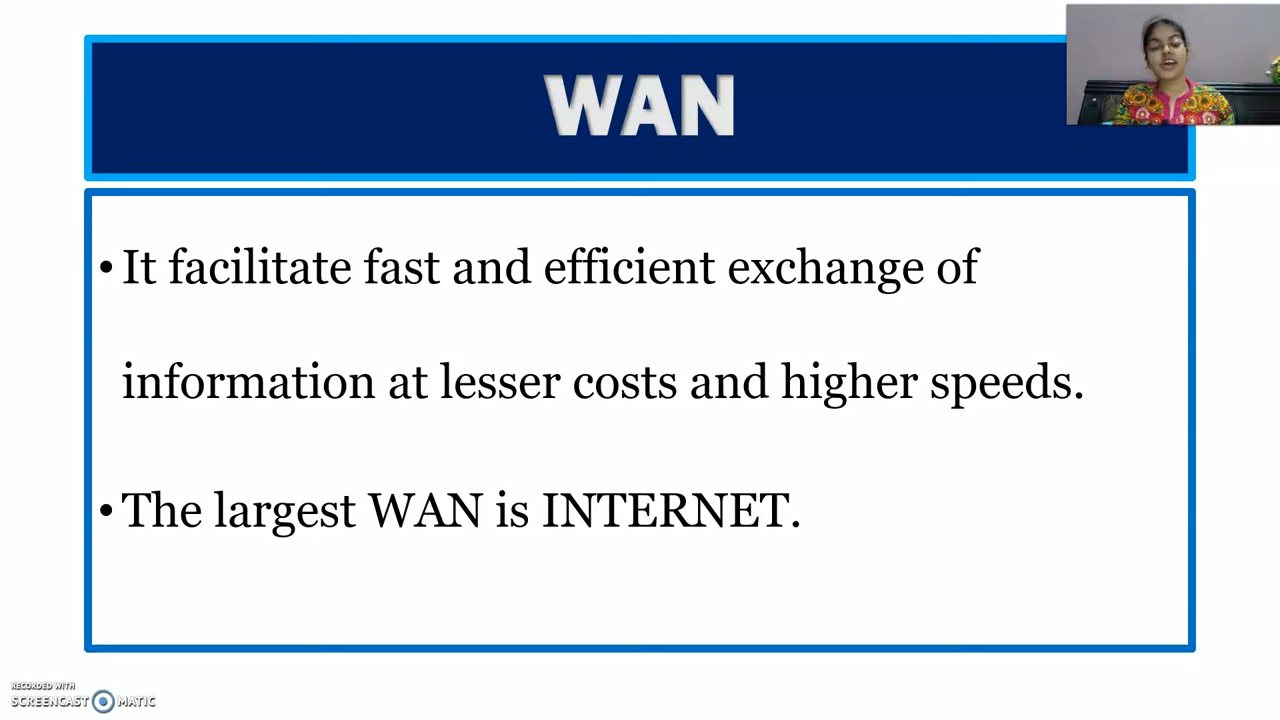 WAN
• It facilitate fast and efficient exchange of
information at lesser costs and higher speeds.
• The largest WAN is INTERNET.
RECORDED WITH
SCREENCAST MATIC